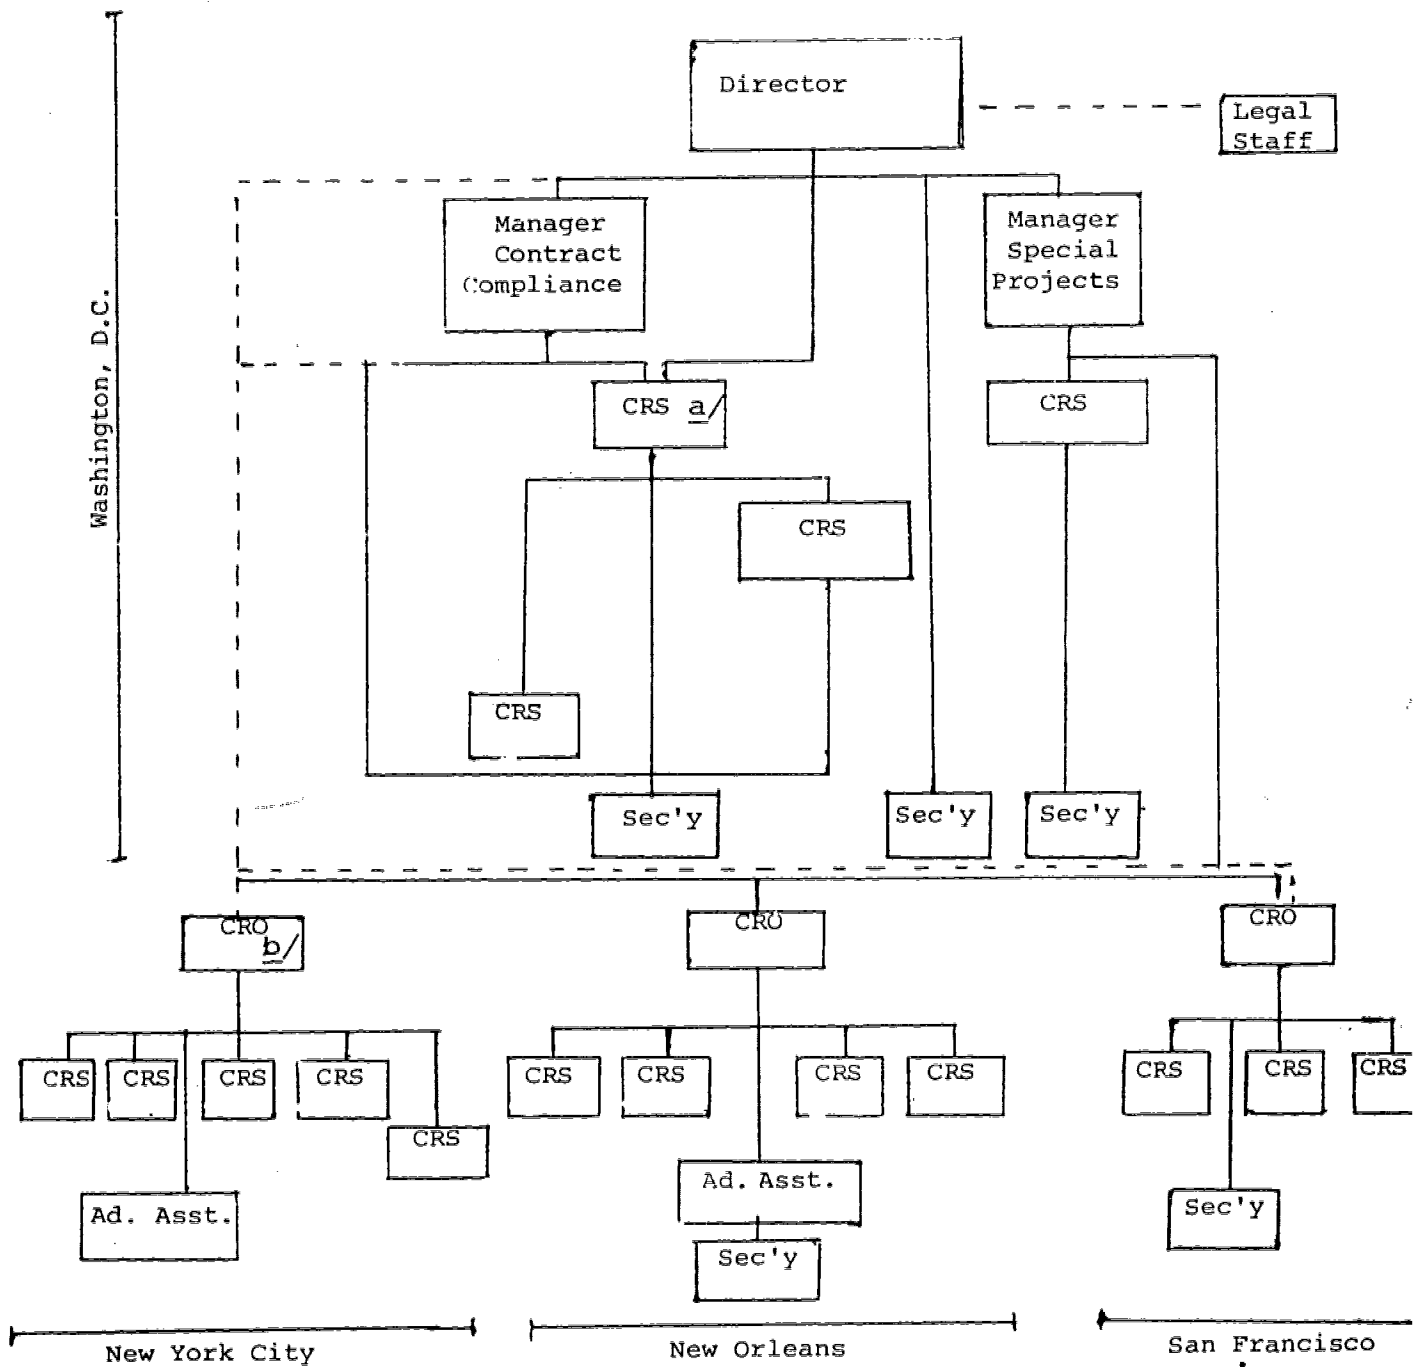 Director
Legal
Staff
Manager
Contract
Compliance
Manager
Special
Projects
Washington, D.C.
CRS a/
CRS
CRS
CRS
Sec'y
Sec'y
Sec'y
CRO
b/
CRO
CRO
CRS
CRS
CRS
CRS
CRS
CRS
CRS
CRS
CRS
CRS
CRS
CRS
Ad. Asst.
Ad. Asst.
Sec'y
Sec'y
New York City
New Orleans
San Francisco